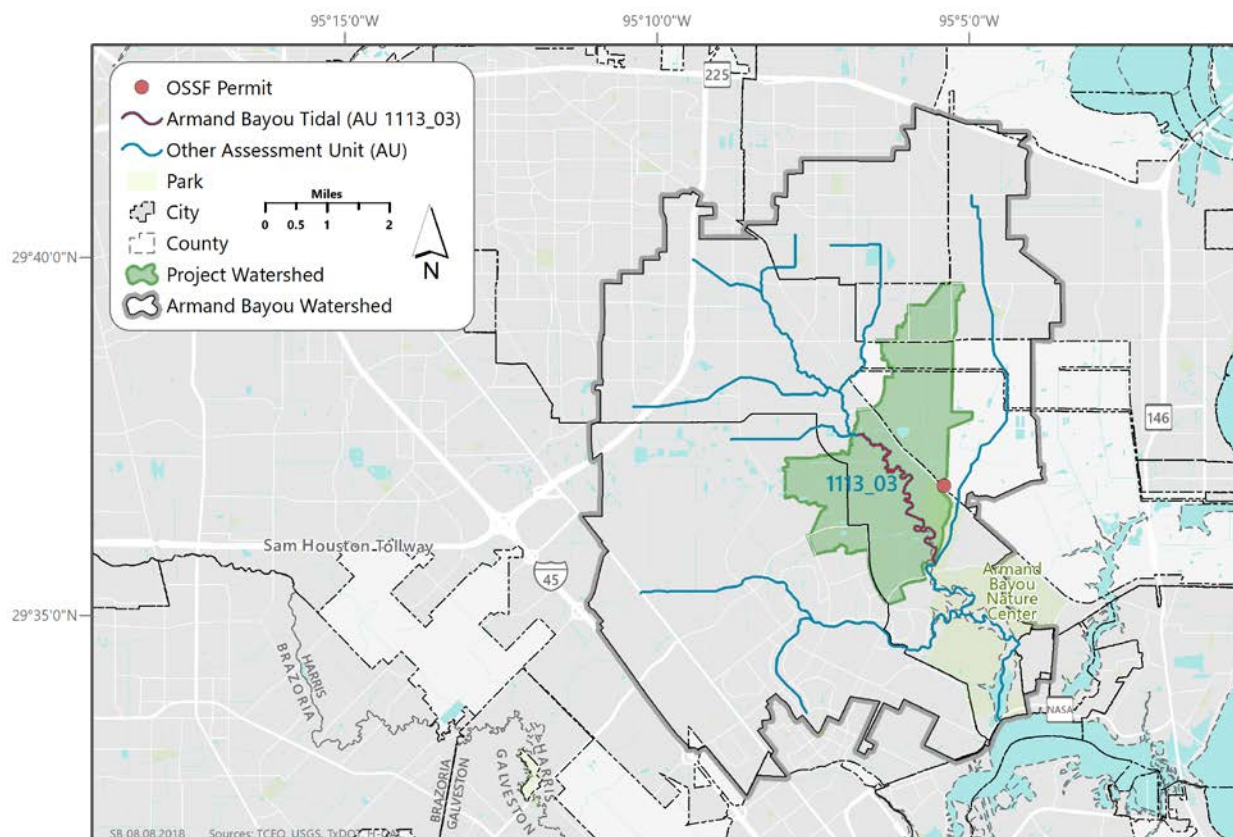 95°15'0"W
95°10'0"W
95°5'0"W
225
OSSF Permit
Armand Bayou Tidal (AU 1113_03)
Other Assessment Unit (AU)
Park
City
County
Project Watershed
Armand Bayou Watershed
Miles
0 0.5 1 2
N
29°40'0"N
146
1113_03
Sam Houston Tollway
45
Armand
Bayou
Nature
Center
29°35'0"N
HARRIS
BRAZORIA
NASA
HARRIS
GALVESTON
BRAZORIA
GALVESTON
SB 08.08.2018 Sources: TCEQ, USGS, TxDOT,